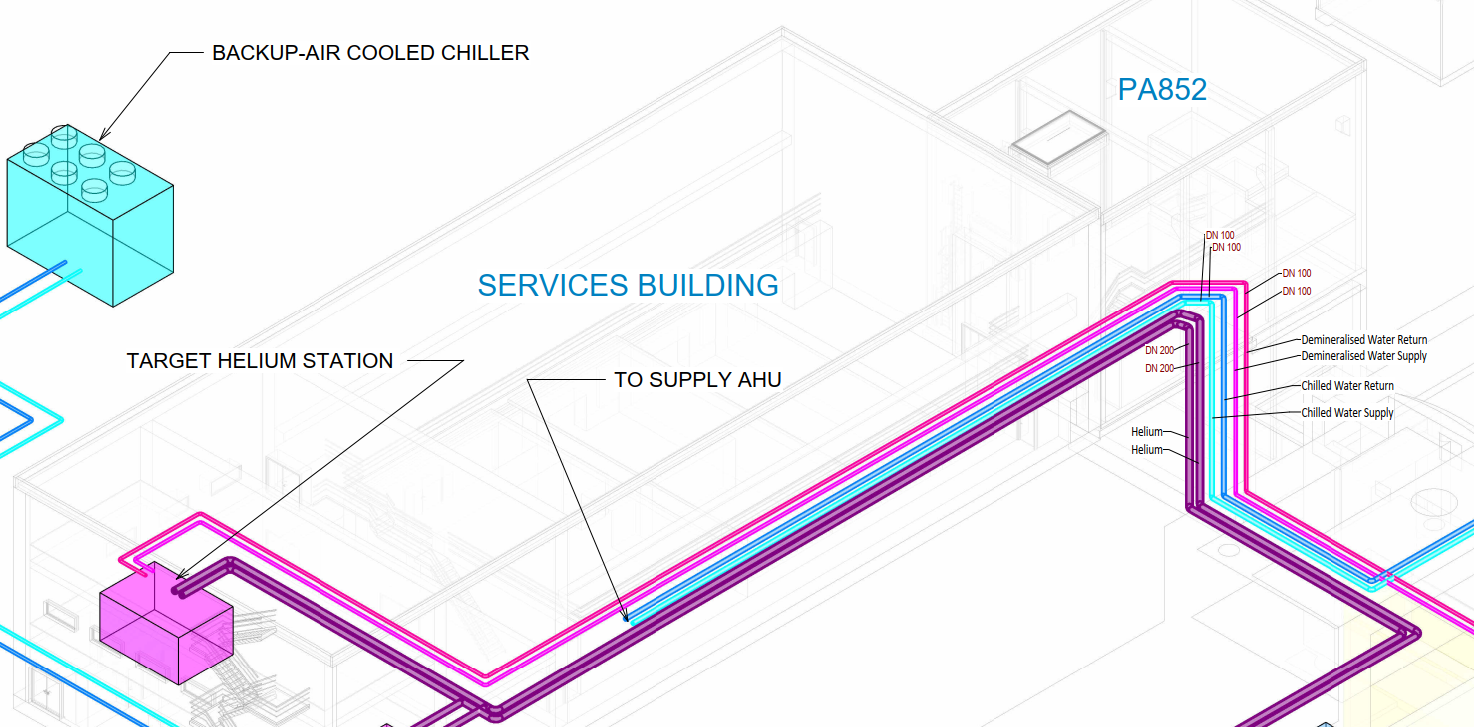 BACKUP-AIR COOLED CHILLER
PA852
DN 100
DN 100
SERVICES BUILDING
DN 100
DN 100
Demineralised Water Return
DN 200
Demineralised Water Supply
TARGET HELIUM STATION
DN 200
TO SUPPLY AHU
Chilled Water Return
Chilled Water Supply
Helium
Helium